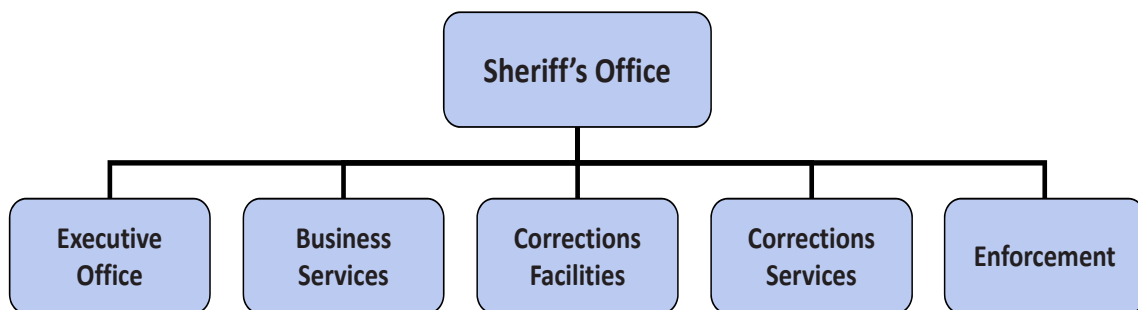 Sheriff’s Office
Executive
Office
Business
Services
Corrections
Facilities
Corrections
Services
Enforcement